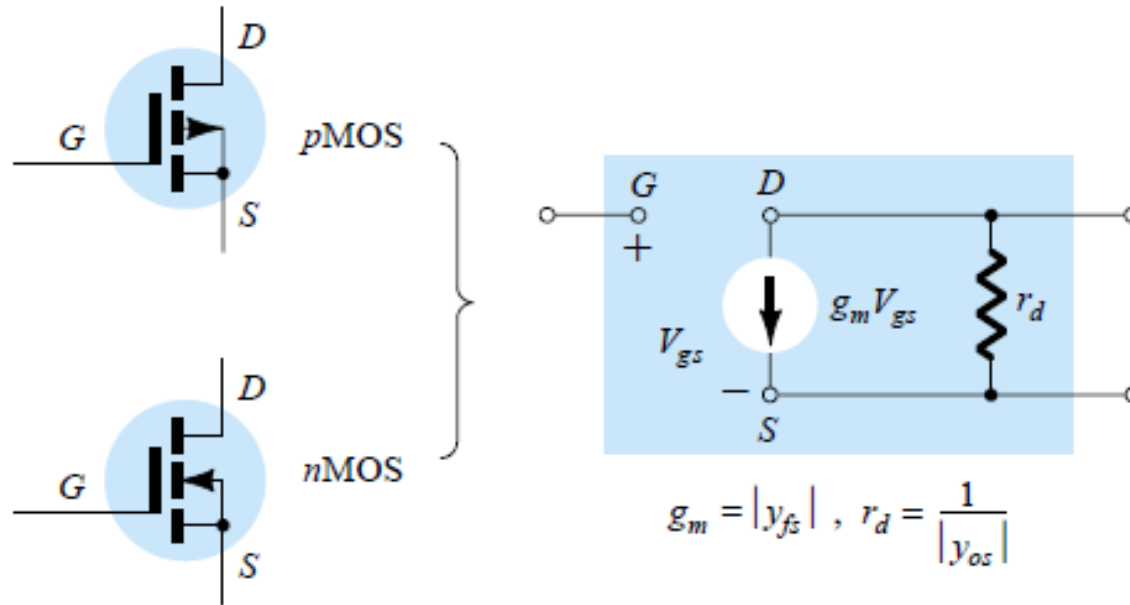 D
G
pMOS
S
D
G
nMOS
S
G
D
+
g_m V_gs
r_d
V_gs
−
S
g_m = |y_fs| , r_d = 1/|y_os|